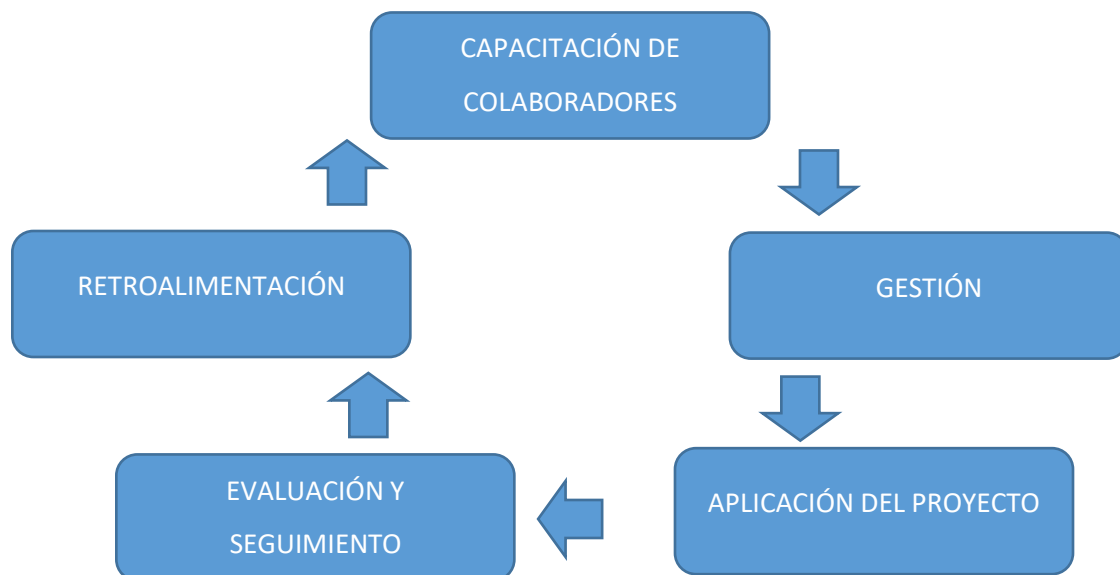 CAPACITACIÓN DE
COLABORADORES
RETROALIMENTACIÓN
GESTIÓN
EVALUACIÓN Y
SEGUIMIENTO
APLICACIÓN DEL PROYECTO